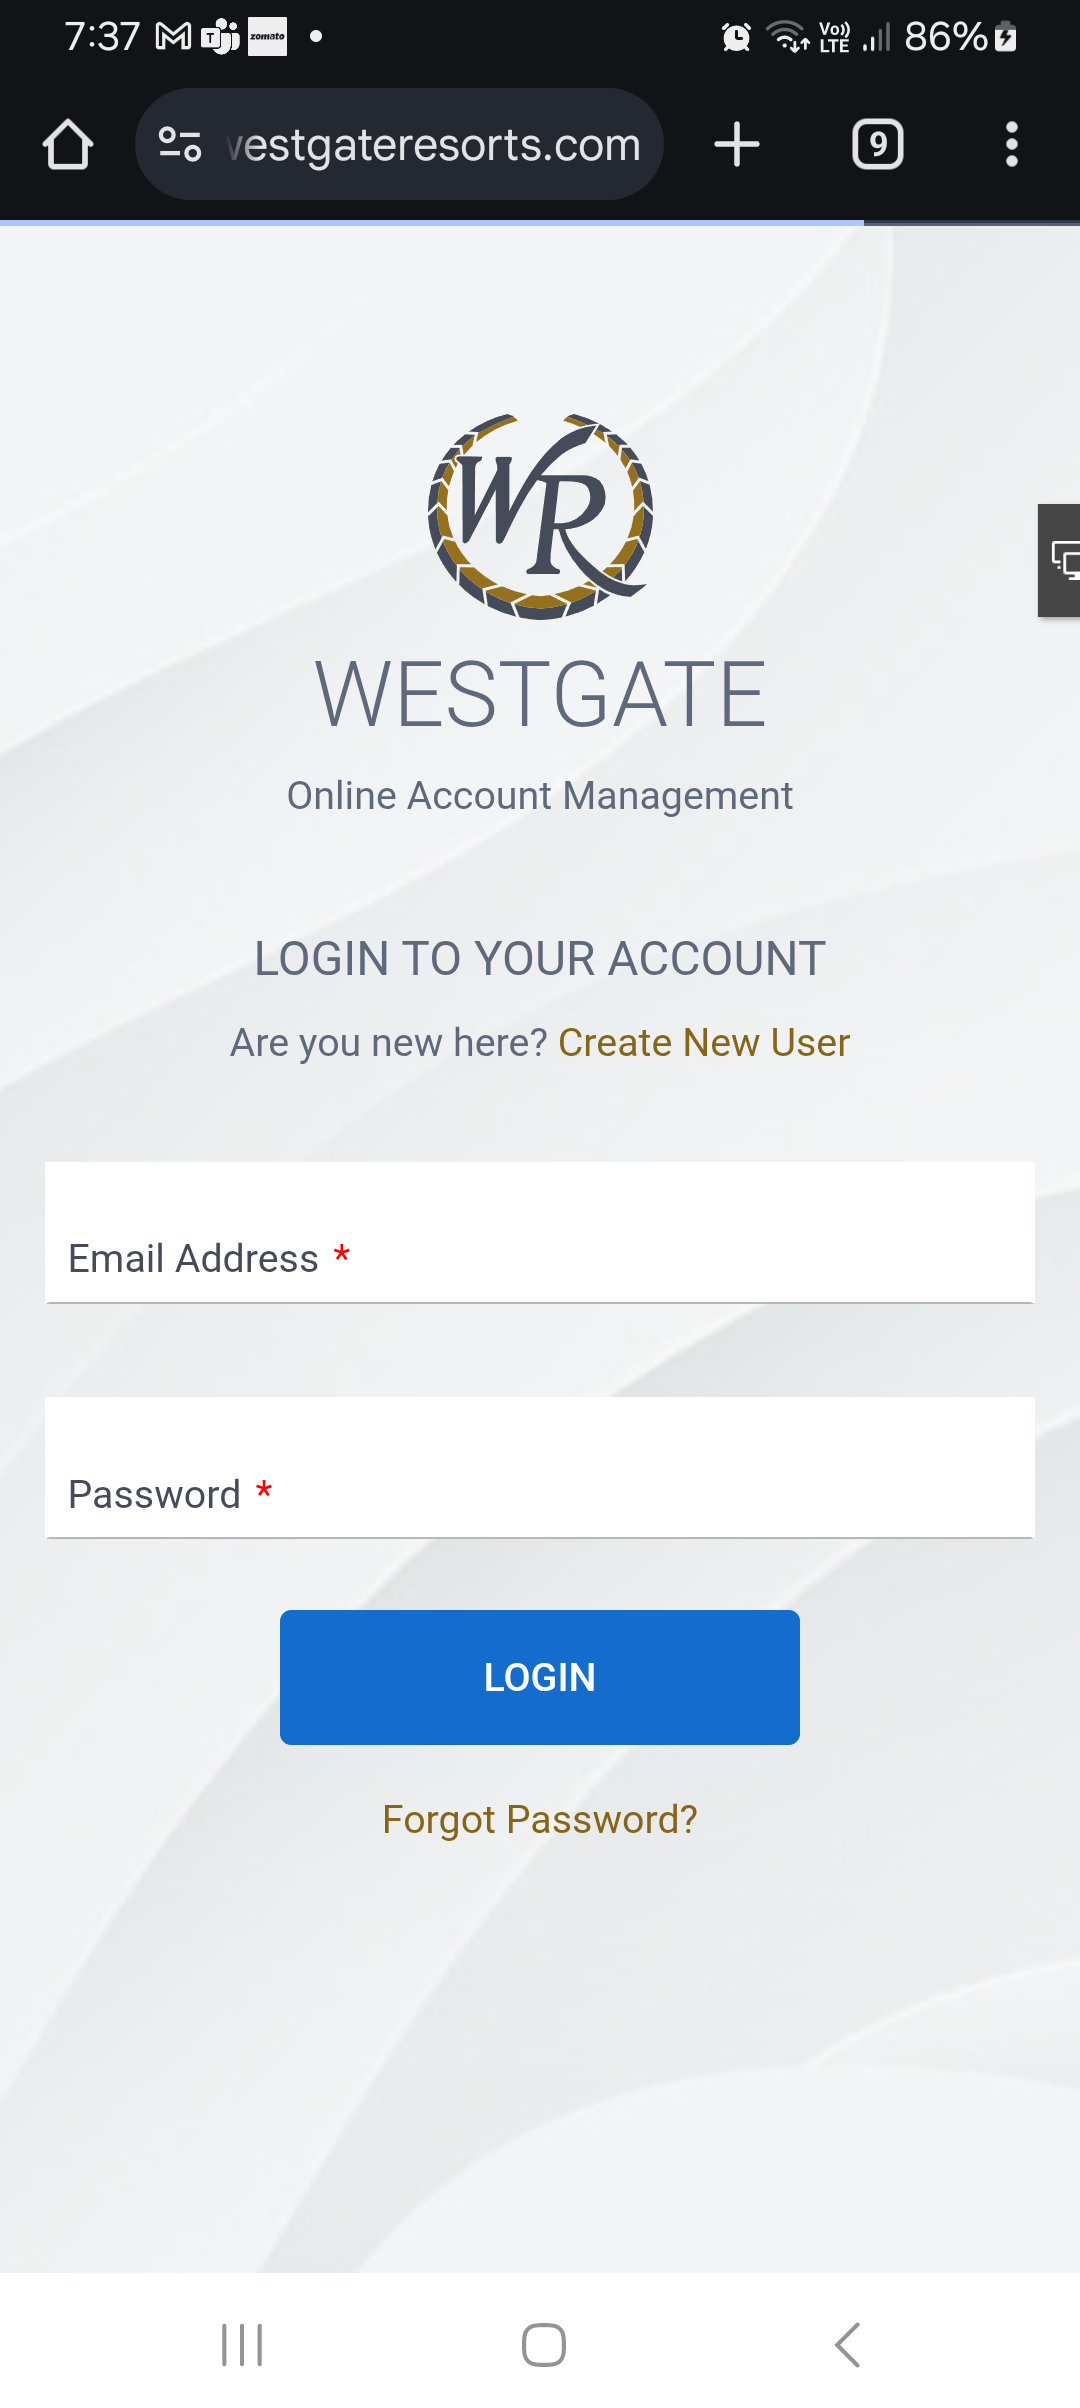 7:37 zomato Vo)) LTE 86%
westgateresorts.com 9
WR
WESTGATE
Online Account Management
LOGIN TO YOUR ACCOUNT
Are you new here? Create New User
Email Address *
Password *
LOGIN
Forgot Password?